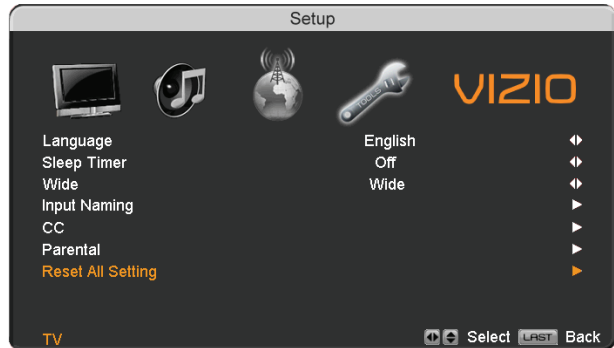 Setup
TOOLS
VIZIO
Language English
Sleep Timer Off
Wide Wide
Input Naming
CC
Parental
Reset All Setting
TV Select LAST Back